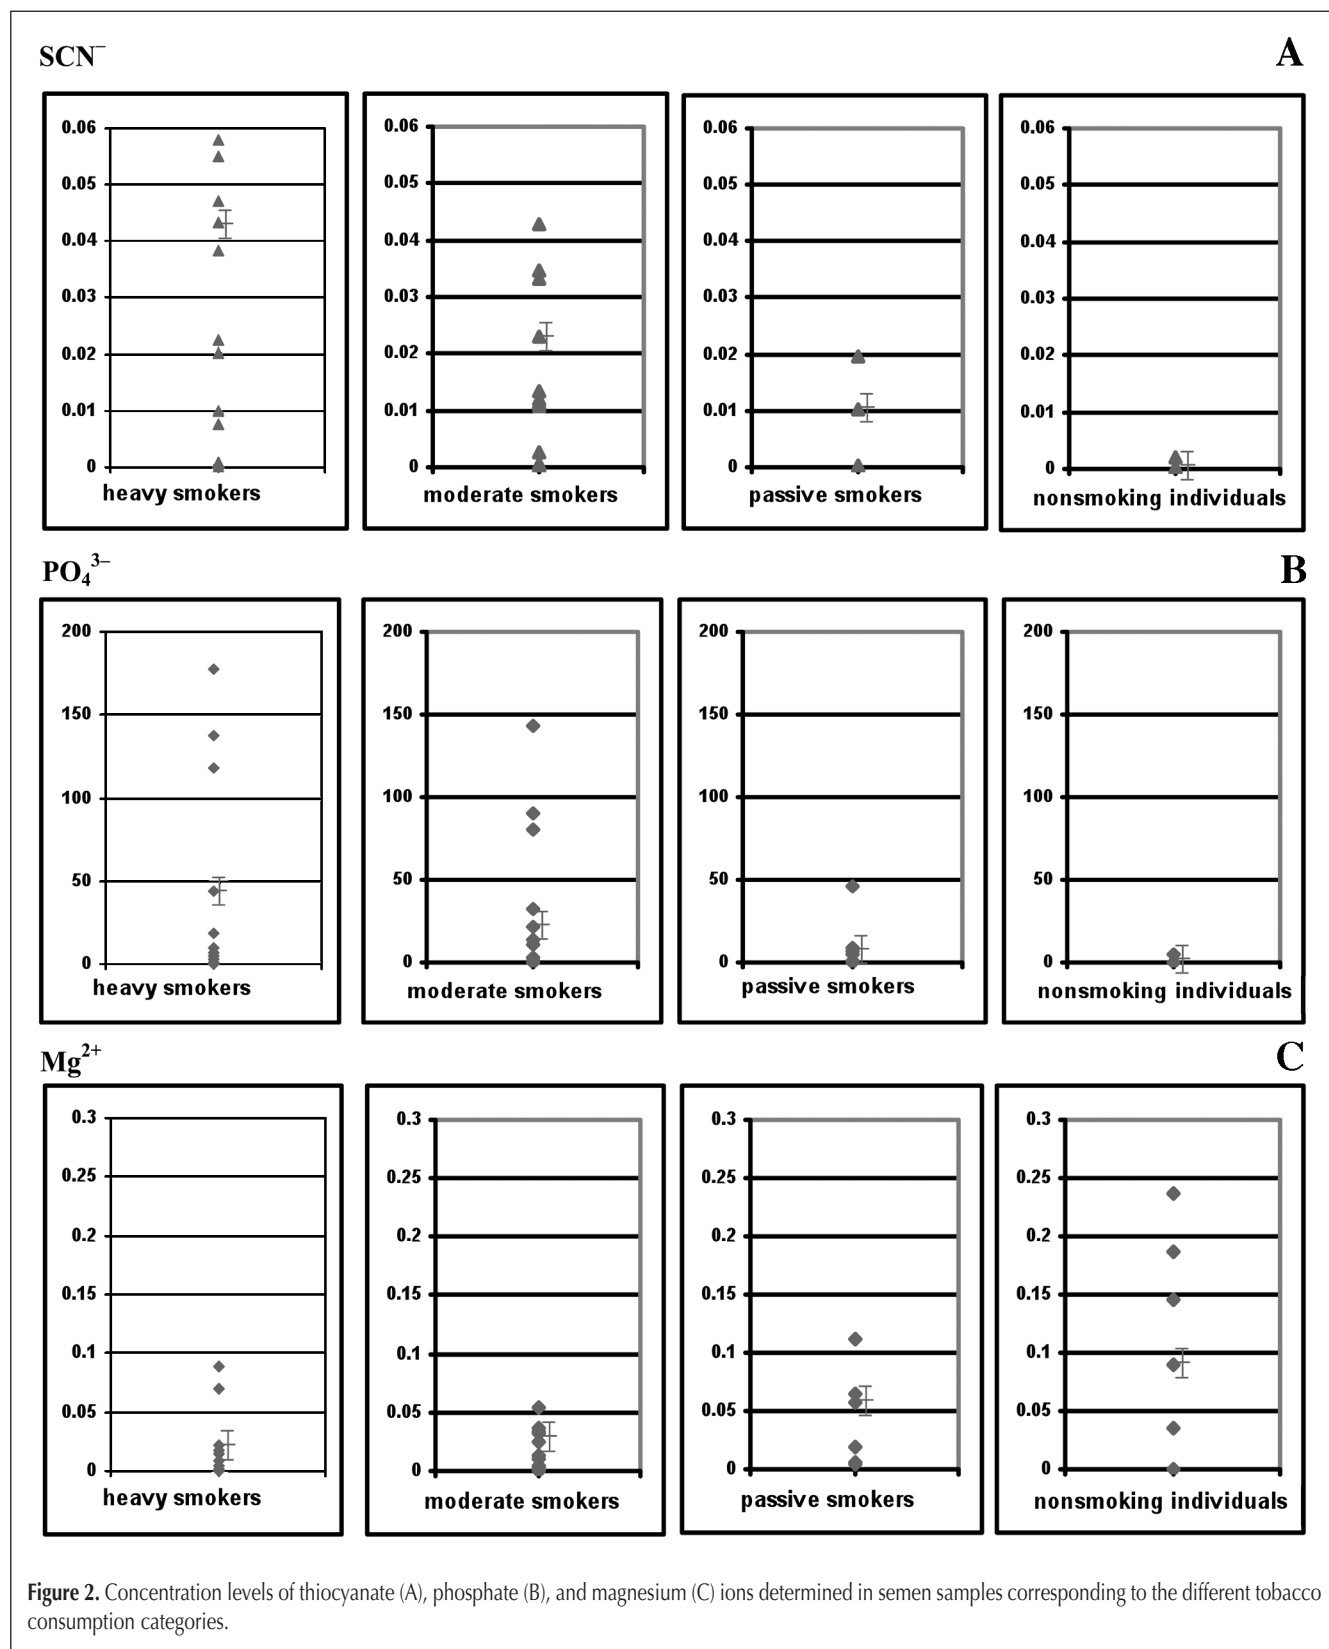 SCN⁻ A
0.06 0.06 0.06 0.06
0.05 0.05 0.05 0.05
0.04 0.04 0.04 0.04
0.03 0.03 0.03 0.03
0.02 0.02 0.02 0.02
0.01 0.01 0.01 0.01
0 0 0 0
heavy smokers moderate smokers passive smokers nonsmoking individuals
PO₄³⁻ B
200 200 200 200
150 150 150 150
100 100 100 100
50 50 50 50
0 0 0 0
heavy smokers moderate smokers passive smokers nonsmoking individuals
Mg²⁺ C
0.3 0.3 0.3 0.3
0.25 0.25 0.25 0.25
0.2 0.2 0.2 0.2
0.15 0.15 0.15 0.15
0.1 0.1 0.1 0.1
0.05 0.05 0.05 0.05
0 0 0 0
heavy smokers moderate smokers passive smokers nonsmoking individuals
Figure 2. Concentration levels of thiocyanate (A), phosphate (B), and magnesium (C) ions determined in semen samples corresponding to the different tobacco
consumption categories.